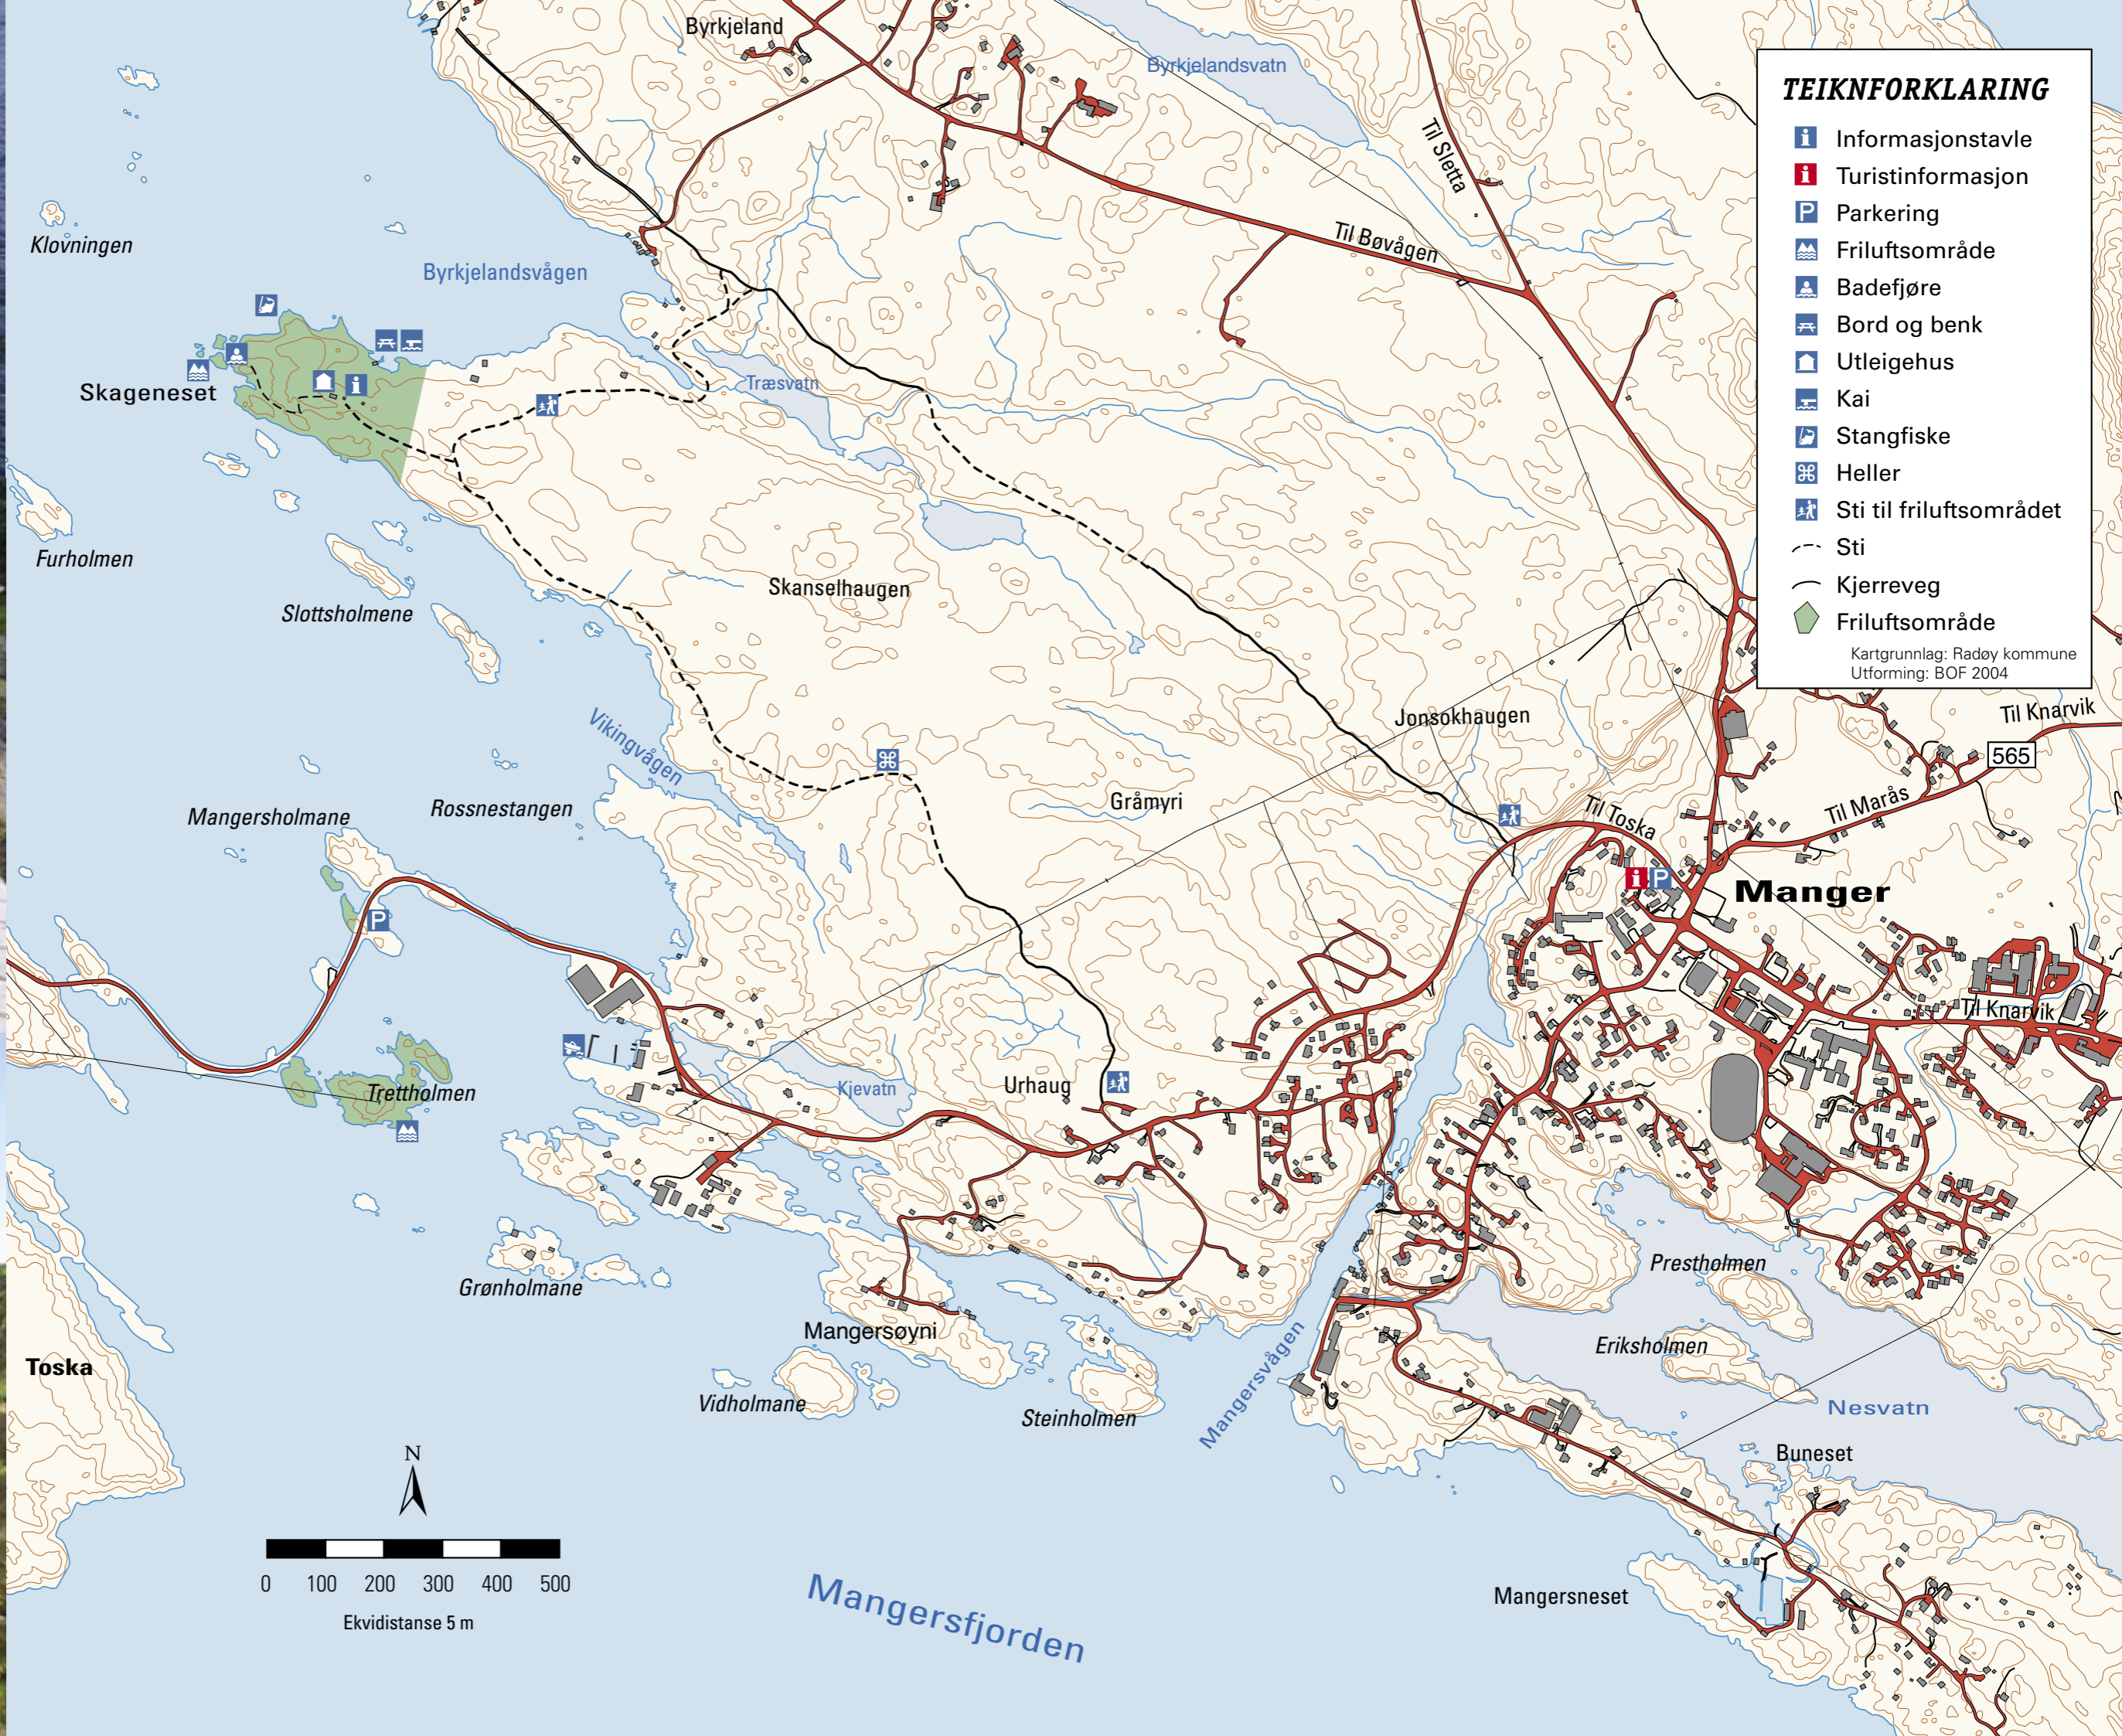 Byrkjeland
Byrkjelandsvatn
Til Sletta
Til Bøvågen
TEIKNFORKLARING
i Informasjonstavle
i Turistinformasjon
P Parkering
Friluftsområde
Badefjøre
Bord og benk
Utleigehus
Kai
Stangfiske
Heller
Sti til friluftsområdet
Sti
Kjerreveg
Friluftsområde
Kartgrunnlag: Radøy kommune
Utforming: BOF 2004
Klovningen
Byrkjelandsvågen
Skageneset
i
Træsvatn
Furholmen
Slottsholmene
Skanselhaugen
Vikingvågen
Jonsokhaugen
Til Knarvik
565
Mangersholmane
Rossnestangen
Gråmyri
Til Toska
Til Marås
i P
Manger
P
Til Knarvik
Trettholmen
Kjevatn
Urhaug
Grønholmane
Prestholmen
Mangersøyni
Eriksholmen
Toska
Vidholmane
Steinholmen
Mangersvågen
Nesvatn
Buneset
N
0 100 200 300 400 500
Ekvidistanse 5 m
Mangersfjorden
Mangersneset